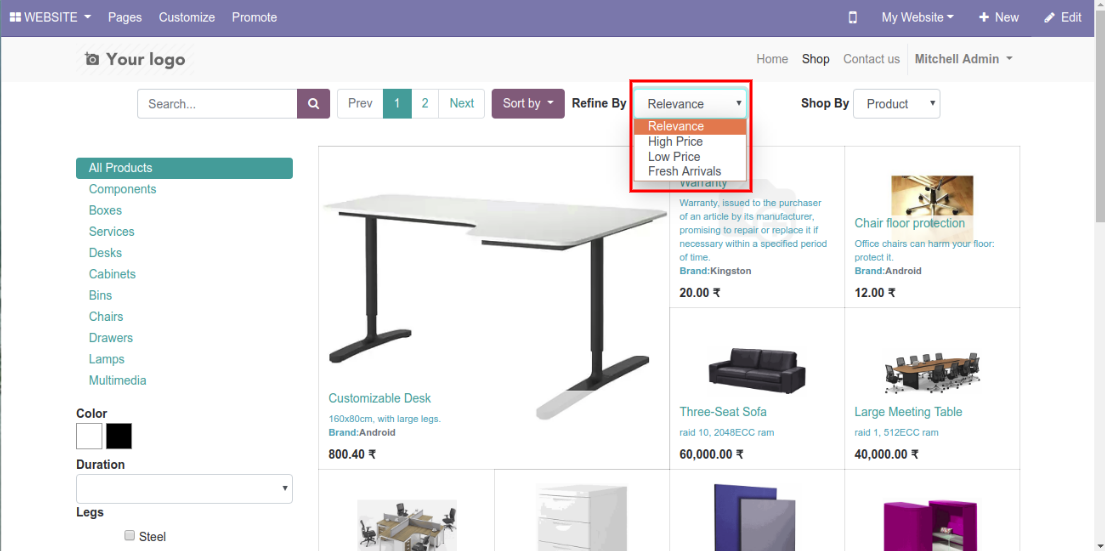 WEBSITE Pages Customize Promote My Website New Edit
Your logo Home Shop Contact us Mitchell Admin
Search... Prev 1 2 Next Sort by Refine By Relevance Shop By Product
Relevance
High Price
Low Price
Fresh Arrivals
All Products
Components
Boxes
Services
Desks
Cabinets
Bins
Chairs
Drawers
Lamps
Multimedia
Color
Duration
Legs
Steel
Customizable Desk
160x80cm, with large legs.
Brand:Android
800.40 ₹
Warranty
Warranty, issued to the purchaser
of an article by its manufacturer,
promising to repair or replace it if
necessary within a specified period
of time.
Brand:Kingston
20.00 ₹
Chair floor protection
Office chairs can harm your floor:
protect it.
Brand:Android
12.00 ₹
Three-Seat Sofa
raid 10, 2048ECC ram
60,000.00 ₹
Large Meeting Table
raid 1, 512ECC ram
40,000.00 ₹